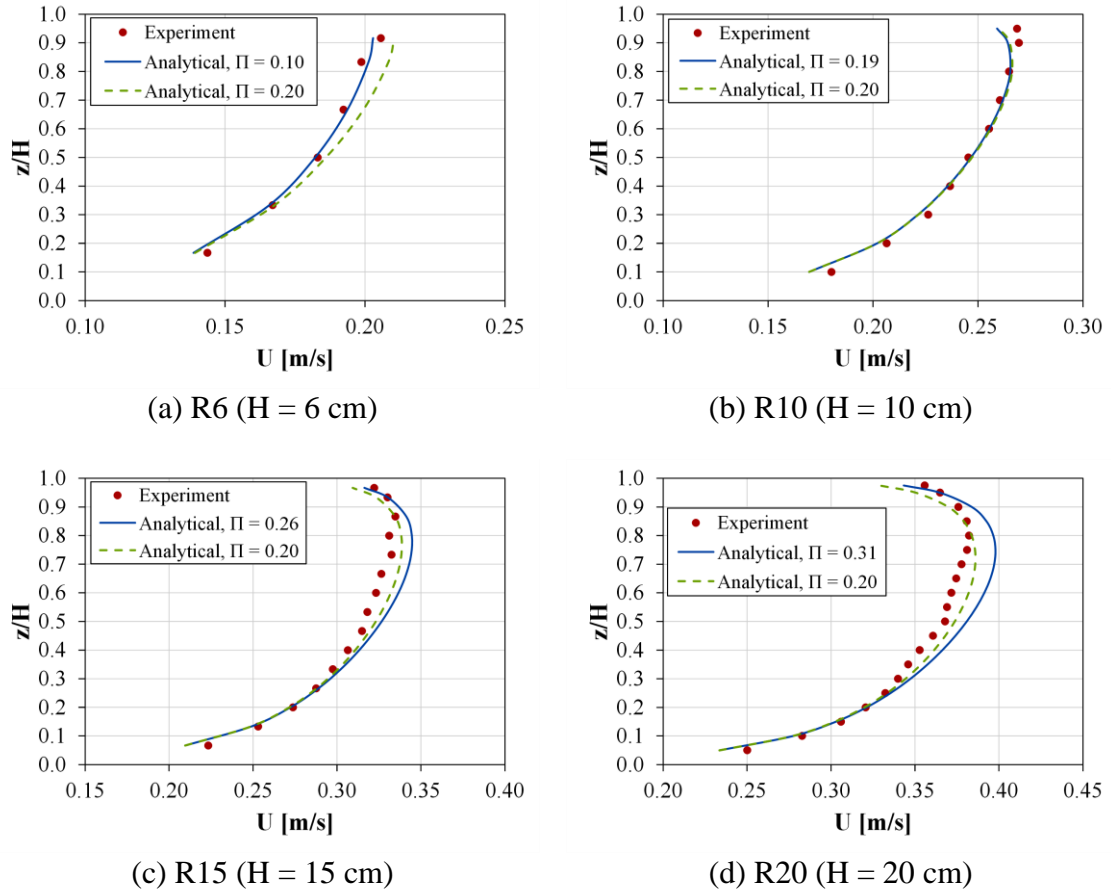 1.0
0.9
0.8
0.7
0.6
0.5
0.4
0.3
0.2
0.1
0.0
z/H
Experiment
Analytical, Π = 0.10
Analytical, Π = 0.20
0.10 0.15 0.20 0.25
U [m/s]
(a) R6 (H = 6 cm)
1.0
0.9
0.8
0.7
0.6
0.5
0.4
0.3
0.2
0.1
0.0
z/H
Experiment
Analytical, Π = 0.19
Analytical, Π = 0.20
0.10 0.15 0.20 0.25 0.30
U [m/s]
(b) R10 (H = 10 cm)
1.0
0.9
0.8
0.7
0.6
0.5
0.4
0.3
0.2
0.1
0.0
z/H
Experiment
Analytical, Π = 0.26
Analytical, Π = 0.20
0.15 0.20 0.25 0.30 0.35 0.40
U [m/s]
(c) R15 (H = 15 cm)
1.0
0.9
0.8
0.7
0.6
0.5
0.4
0.3
0.2
0.1
0.0
z/H
Experiment
Analytical, Π = 0.31
Analytical, Π = 0.20
0.20 0.25 0.30 0.35 0.40 0.45
U [m/s]
(d) R20 (H = 20 cm)